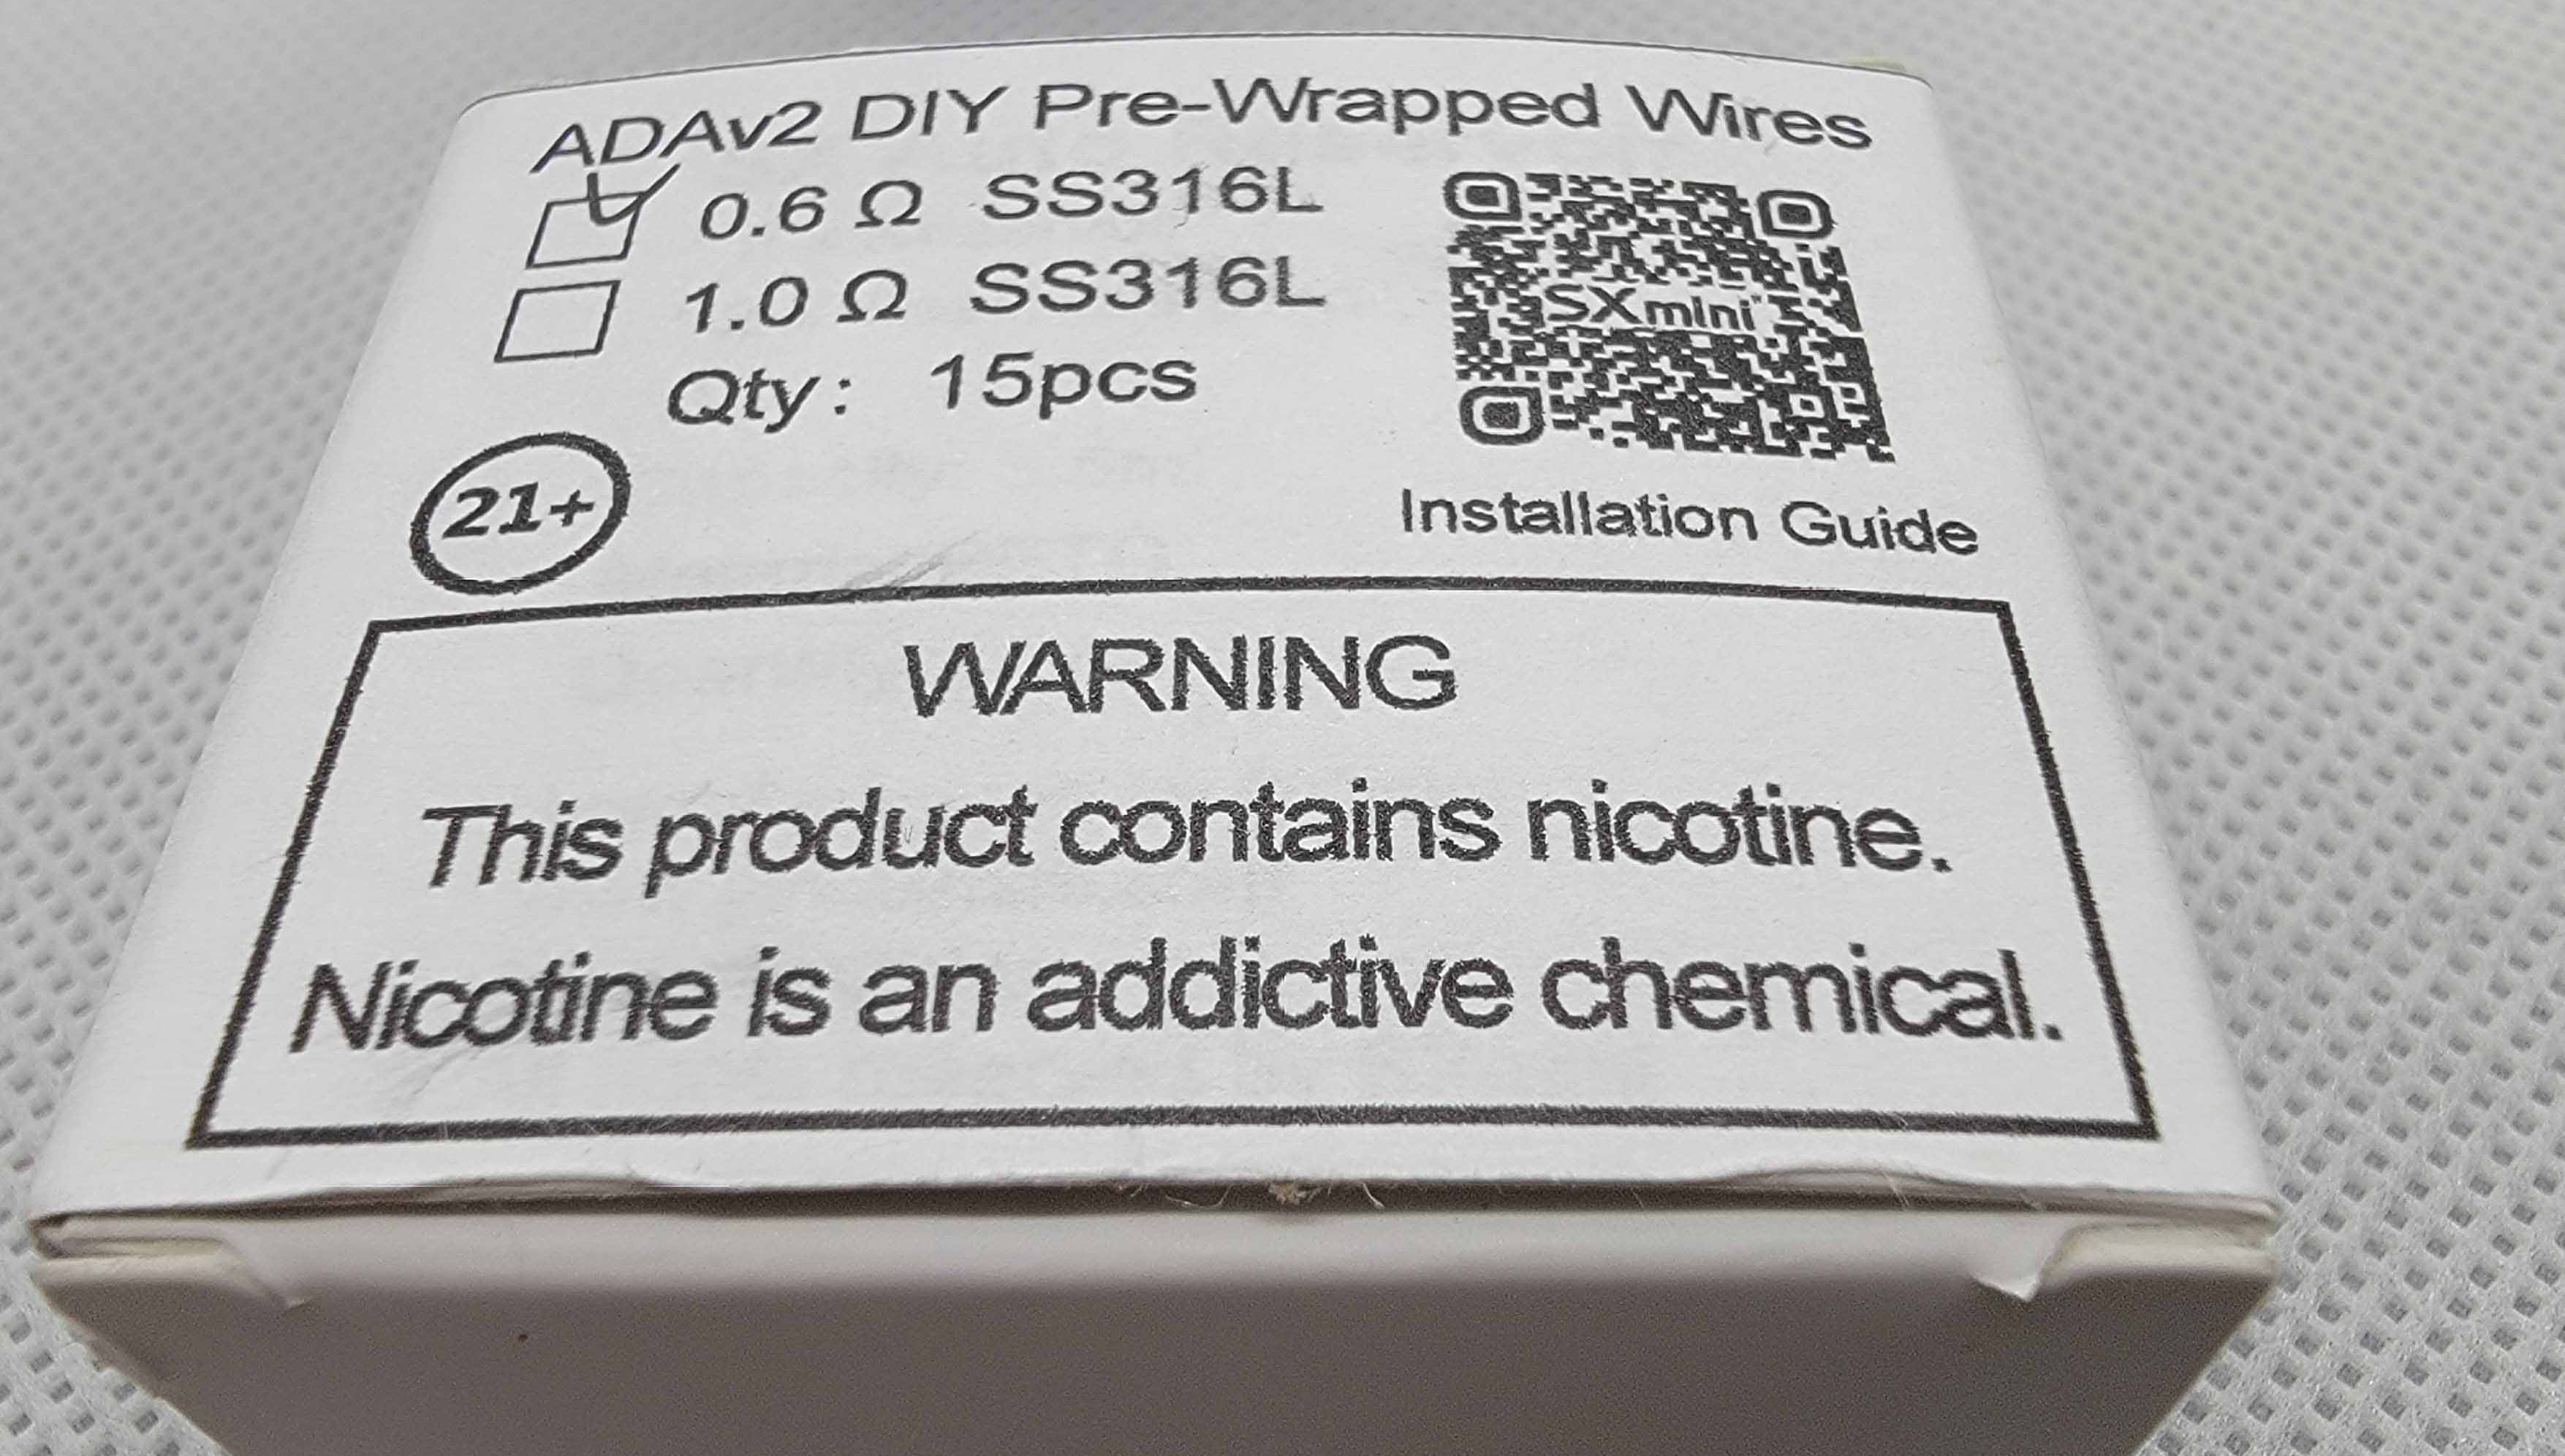 ADAv2 DIY Pre-Wrapped Wires
0.6 Ω SS316L
1.0 Ω SS316L
Qty: 15pcs
SXmini
21+
Installation Guide
WARNING
This product contains nicotine.
Nicotine is an addictive chemical.